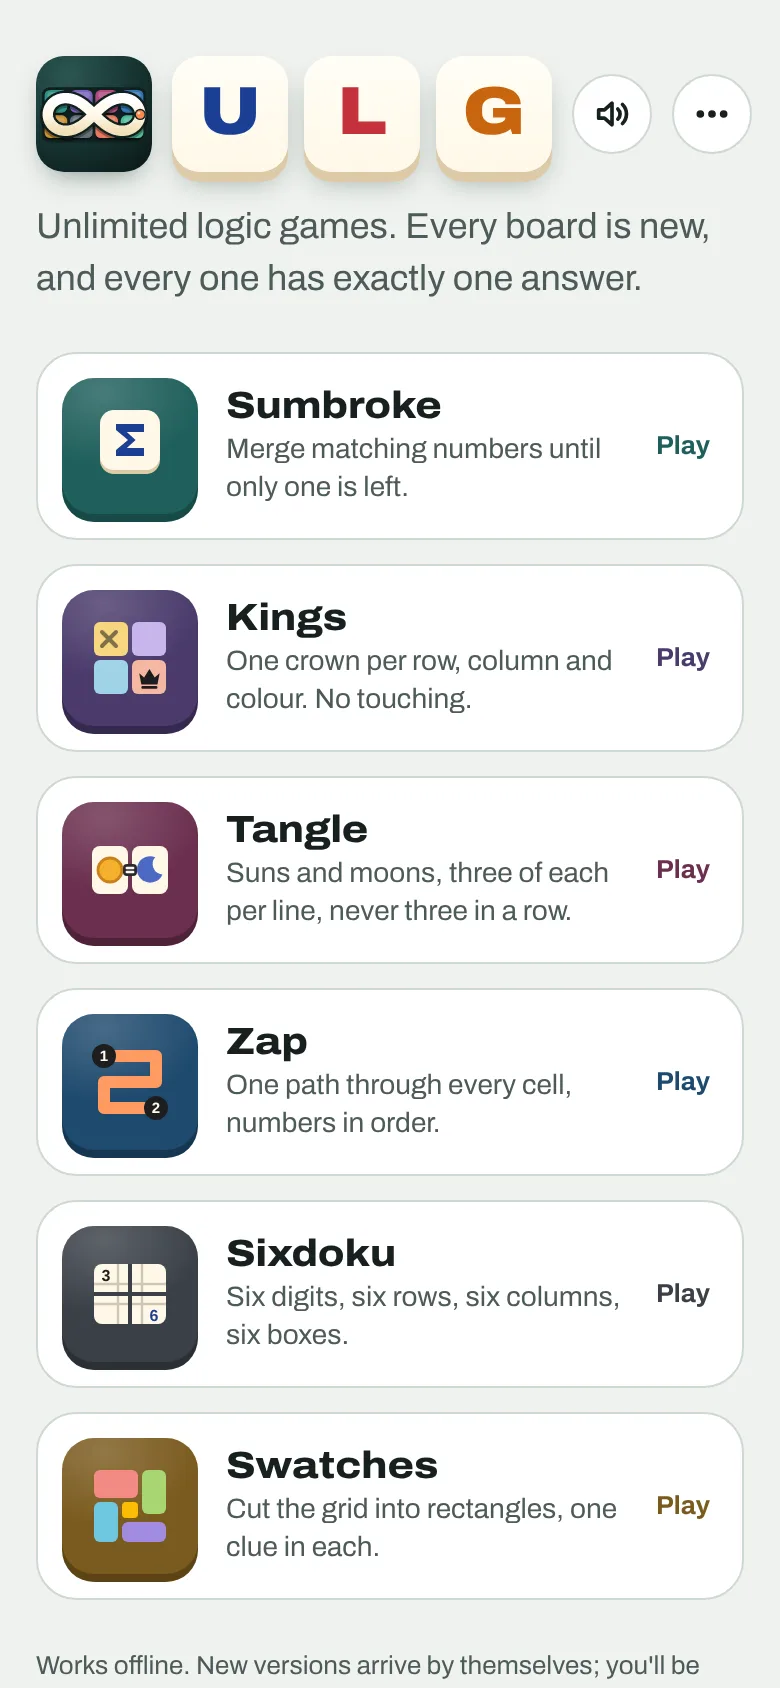 U L G
Unlimited logic games. Every board is new,
and every one has exactly one answer.
Σ
Sumbroke
Merge matching numbers until
only one is left.
Play
Kings
One crown per row, column and
colour. No touching.
Play
Tangle
Suns and moons, three of each
per line, never three in a row.
Play
1
2
Zap
One path through every cell,
numbers in order.
Play
3
6
Sixdoku
Six digits, six rows, six columns,
six boxes.
Play
Swatches
Cut the grid into rectangles, one
clue in each.
Play
Works offline. New versions arrive by themselves; you'll be